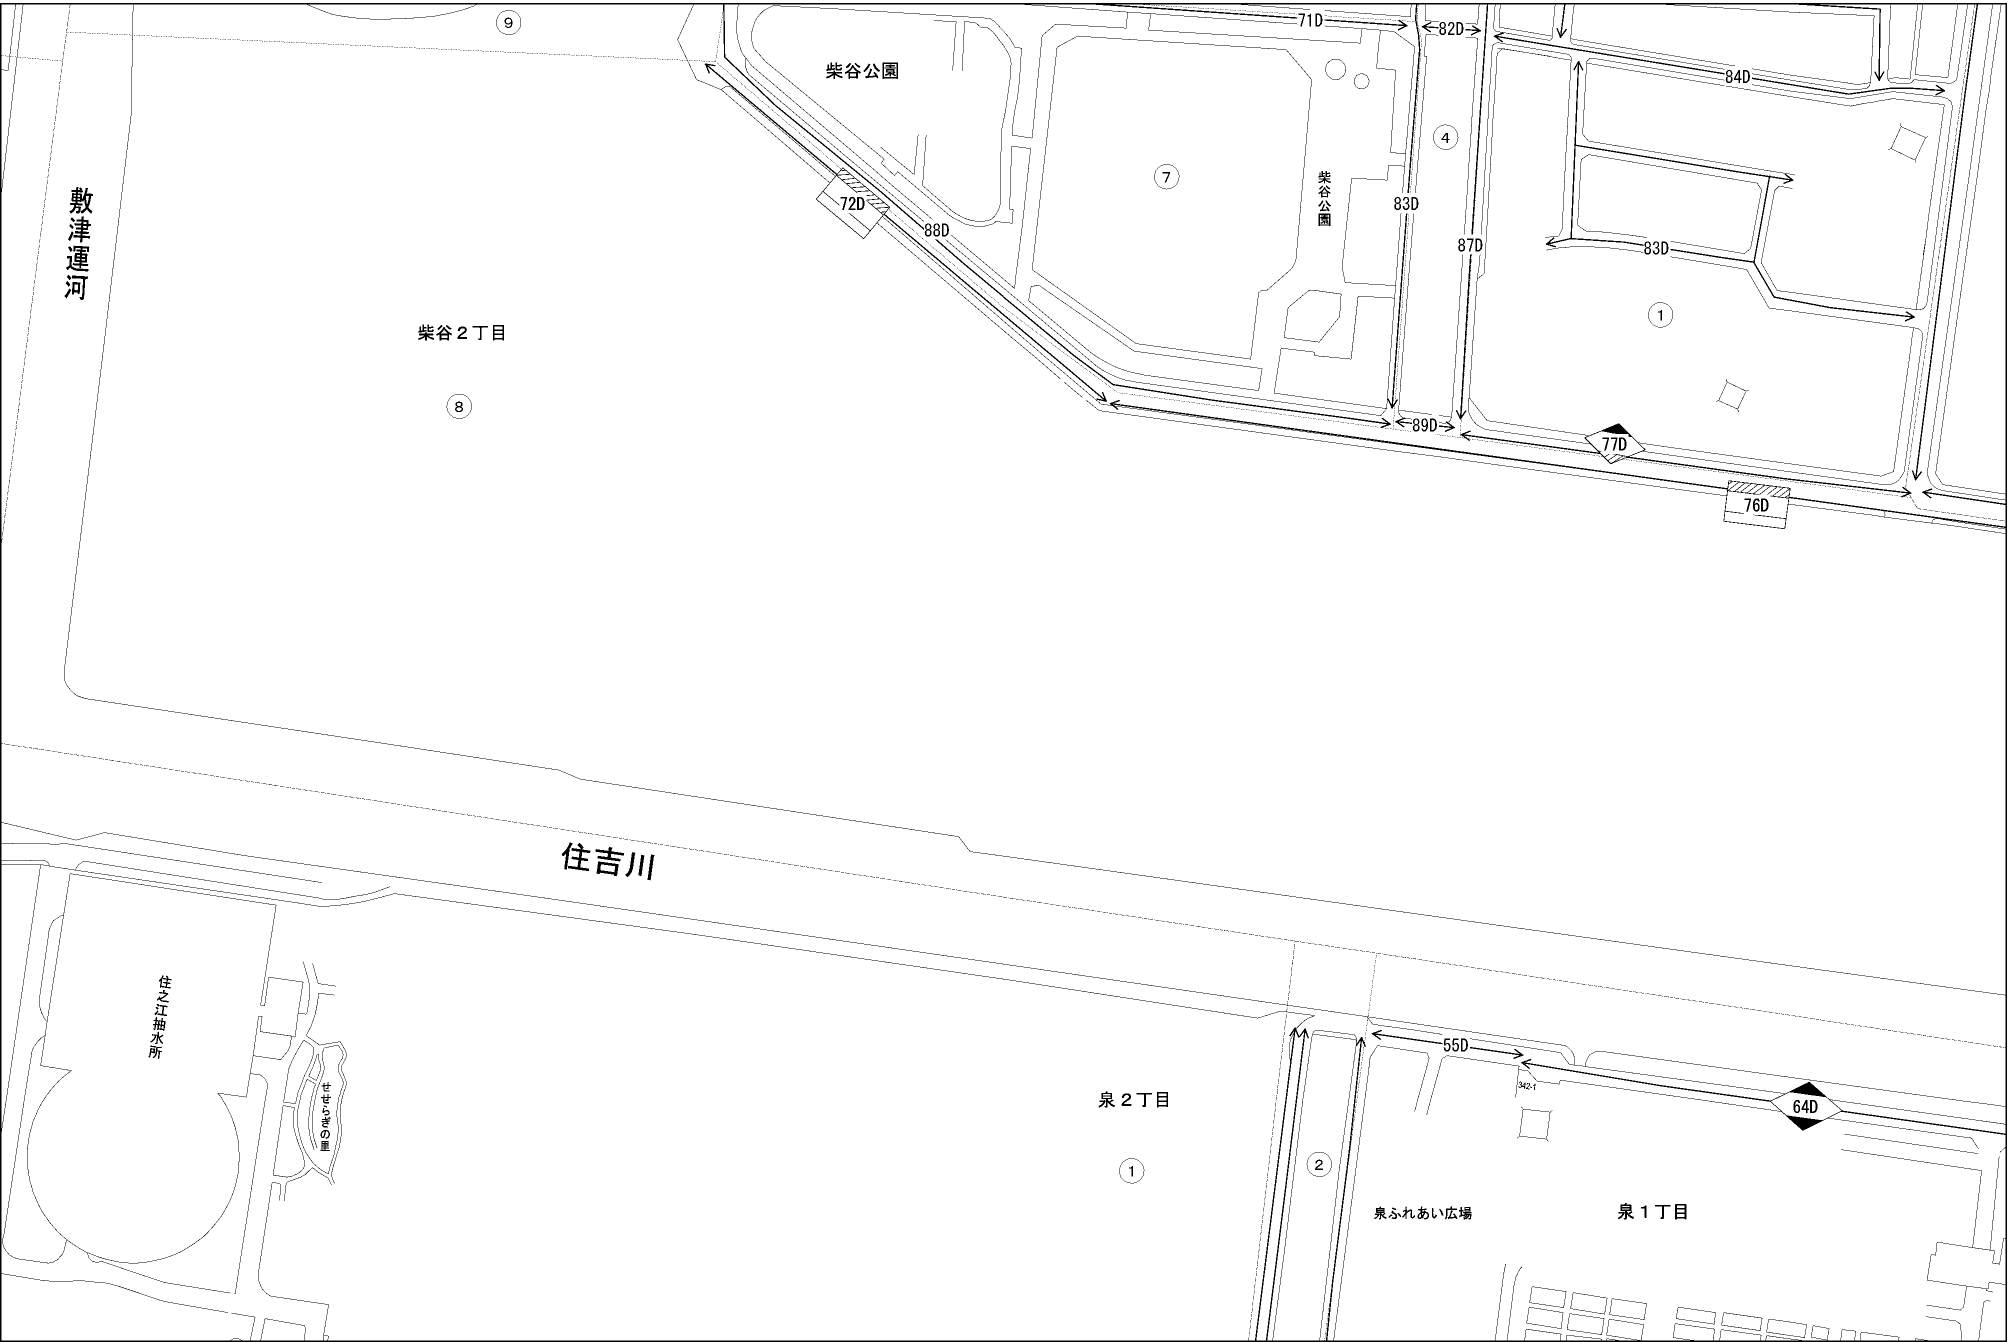 ⑨
71D
82D
柴谷公園
84D
④
⑦
柴谷公園
敷津運河
72D
88D
83D
87D
83D
①
柴谷２丁目
⑧
89D
77D
76D
住吉川
住之江抽水所
せせらぎの里
55D
342-1
64D
泉２丁目
①
②
泉ふれあい広場
泉１丁目